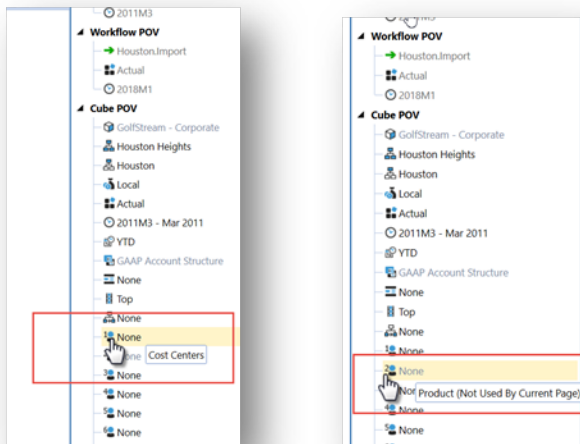 2011M3
Workflow POV
Houston.Import
Actual
2018M1
Cube POV
GolfStream - Corporate
Houston Heights
Houston
Local
Actual
2011M3 - Mar 2011
YTD
GAAP Account Structure
None
Top
None
None
Cost Centers
None
None
None
None
Workflow POV
Houston.Import
Actual
2018M1
Cube POV
GolfStream - Corporate
Houston Heights
Houston
Local
Actual
2011M3 - Mar 2011
YTD
GAAP Account Structure
None
Top
None
None
None
Product (Not Used By Current Page)
None
None